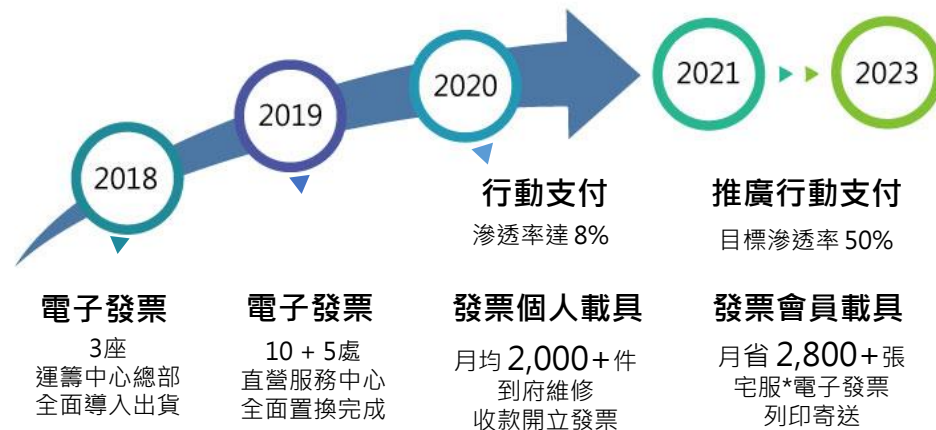 2018
2019
2020
2021
2023
行動支付
滲透率達 8%
推廣行動支付
目標滲透率 50%
電子發票
3座
運籌中心總部
全面導入出貨
電子發票
10 + 5處
直營服務中心
全面置換完成
發票個人載具
月均 2,000+件
到府維修
收款開立發票
發票會員載具
月省 2,800+張
宅服*電子發票
列印寄送